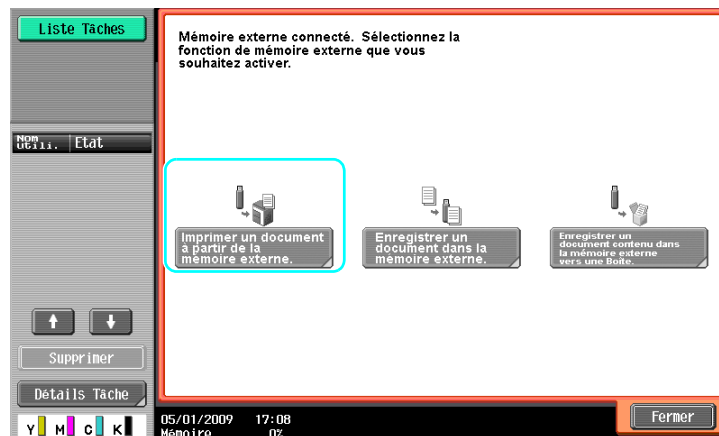 Liste Tâches
Mémoire externe connecté. Sélectionnez la
fonction de mémoire externe que vous
souhaitez activer.
Nom
utili. Etat
Imprimer un document
à partir de la
mémoire externe.
Enregistrer un
document dans la
mémoire externe.
Enregistrer un
document contenu dans
la mémoire externe
vers une Boîte.
Supprimer
Détails Tâche
Fermer
Y M C K
05/01/2009 17:08
Mémoire 0%